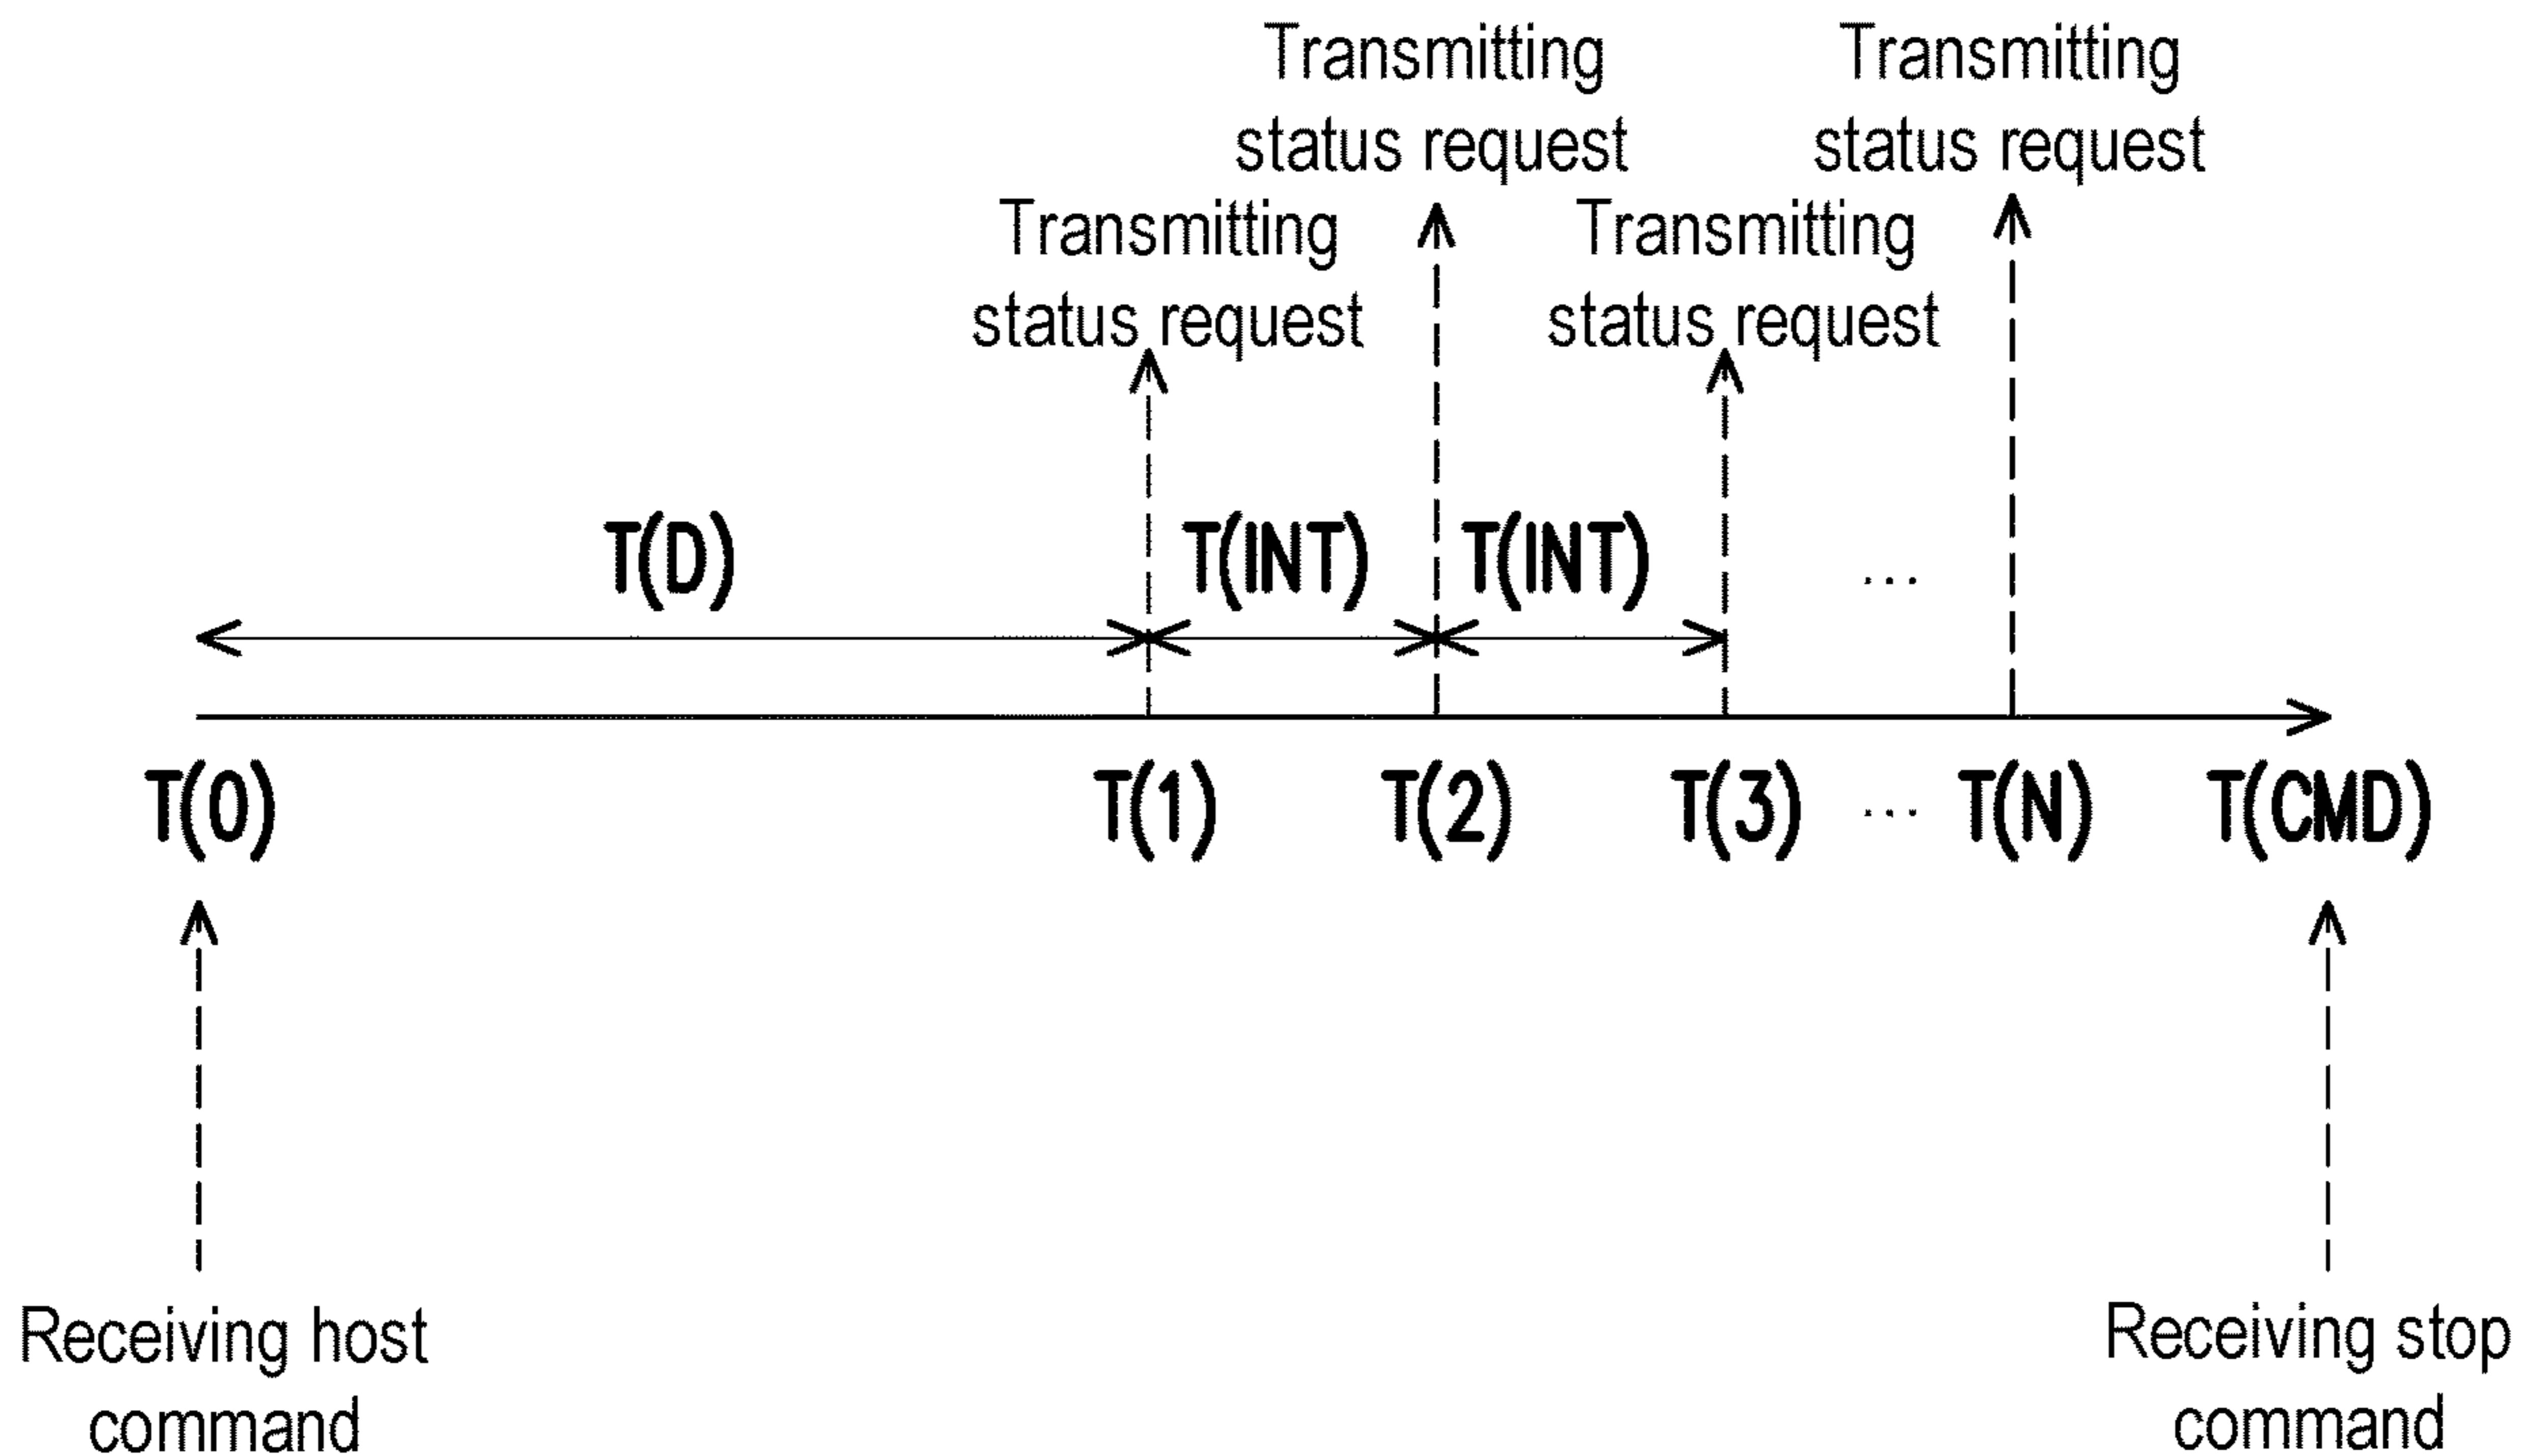 Transmitting
status request
Transmitting
status request
Transmitting
status request
Transmitting
status request
T(D)
T(INT)
T(INT)
...
T(0)
T(1)
T(2)
T(3)
...
T(N)
T(CMD)
Receiving host
command
Receiving stop
command